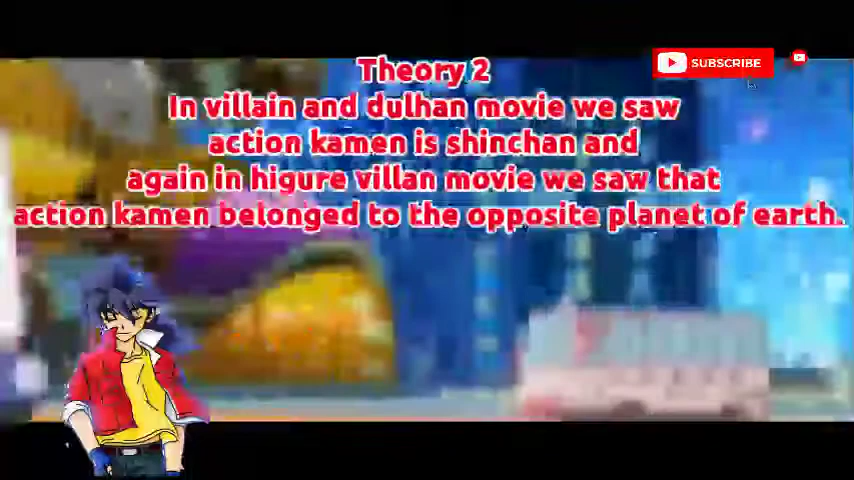 Theory 2
SUBSCRIBE
In villain and dulhan movie we saw
action kamen is shinchan and
again in higure villan movie we saw that
action kamen belonged to the opposite planet of earth.